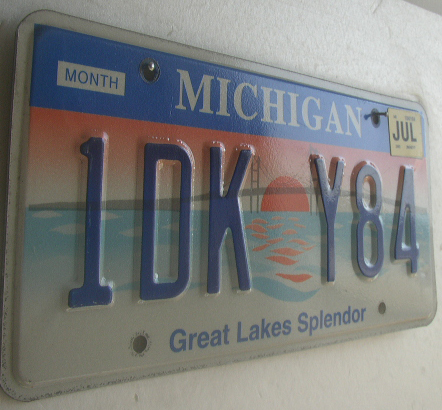 MONTH
MICHIGAN
JUL
1DK Y84
Great Lakes Splendor